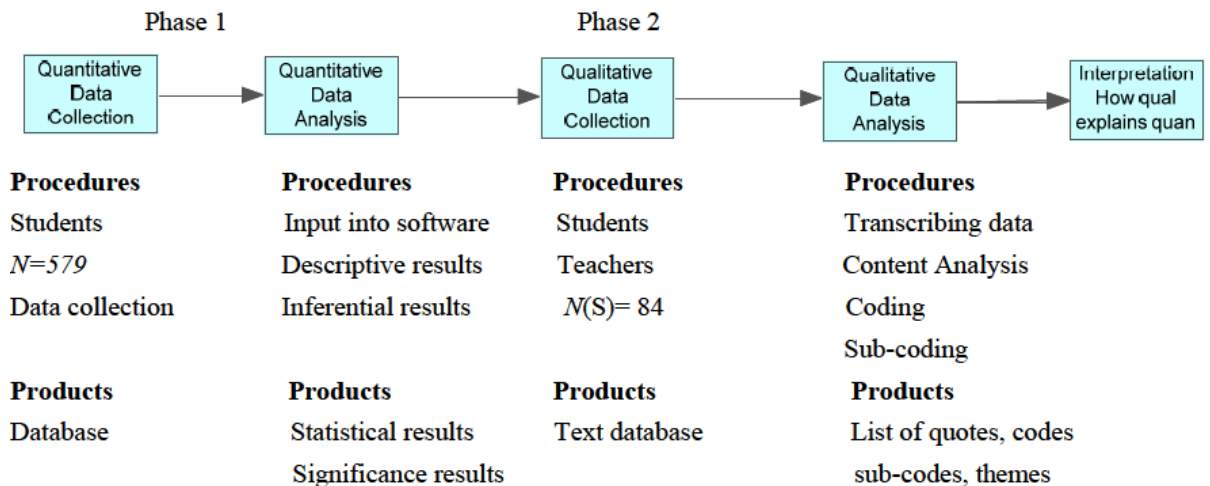 Phase 1
Phase 2
Quantitative
Data
Collection
Quantitative
Data
Analysis
Qualitative
Data
Collection
Qualitative
Data
Analysis
Interpretation
How qual
explains quan
Procedures
Students
N=579
Data collection
Products
Database
Procedures
Input into software
Descriptive results
Inferential results
Products
Statistical results
Significance results
Procedures
Students
Teachers
N(S)= 84
Products
Text database
Procedures
Transcribing data
Content Analysis
Coding
Sub-coding
Products
List of quotes, codes
sub-codes, themes